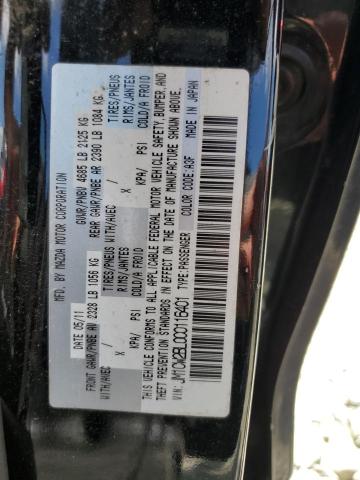 MFD. BY MAZDA MOTOR CORPORATION
DATE 05/11 GVWR/PNBV 4685 LB 2125 KG
FRONT GAWR/PNBE AV 2328 LB 1056 KG REAR GAWR/PNBE AR 2390 LB 1084 KG
WITH/AVEC TIRES/PNEUS WITH/AVEC TIRES/PNEUS
X RIMS/JANTES X RIMS/JANTES
KPA/ PSI COLD/A FROID KPA/ PSI COLD/A FROID
THIS VEHICLE CONFORMS TO ALL APPLICABLE FEDERAL MOTOR VEHICLE SAFETY, BUMPER, AND
THEFT PREVENTION STANDARDS IN EFFECT ON THE DATE OF MANUFACTURE SHOWN ABOVE.
VIN: JM1CW2BL0C0116401 TYPE:PASSENGER COLOR CODE:A3F MADE IN JAPAN